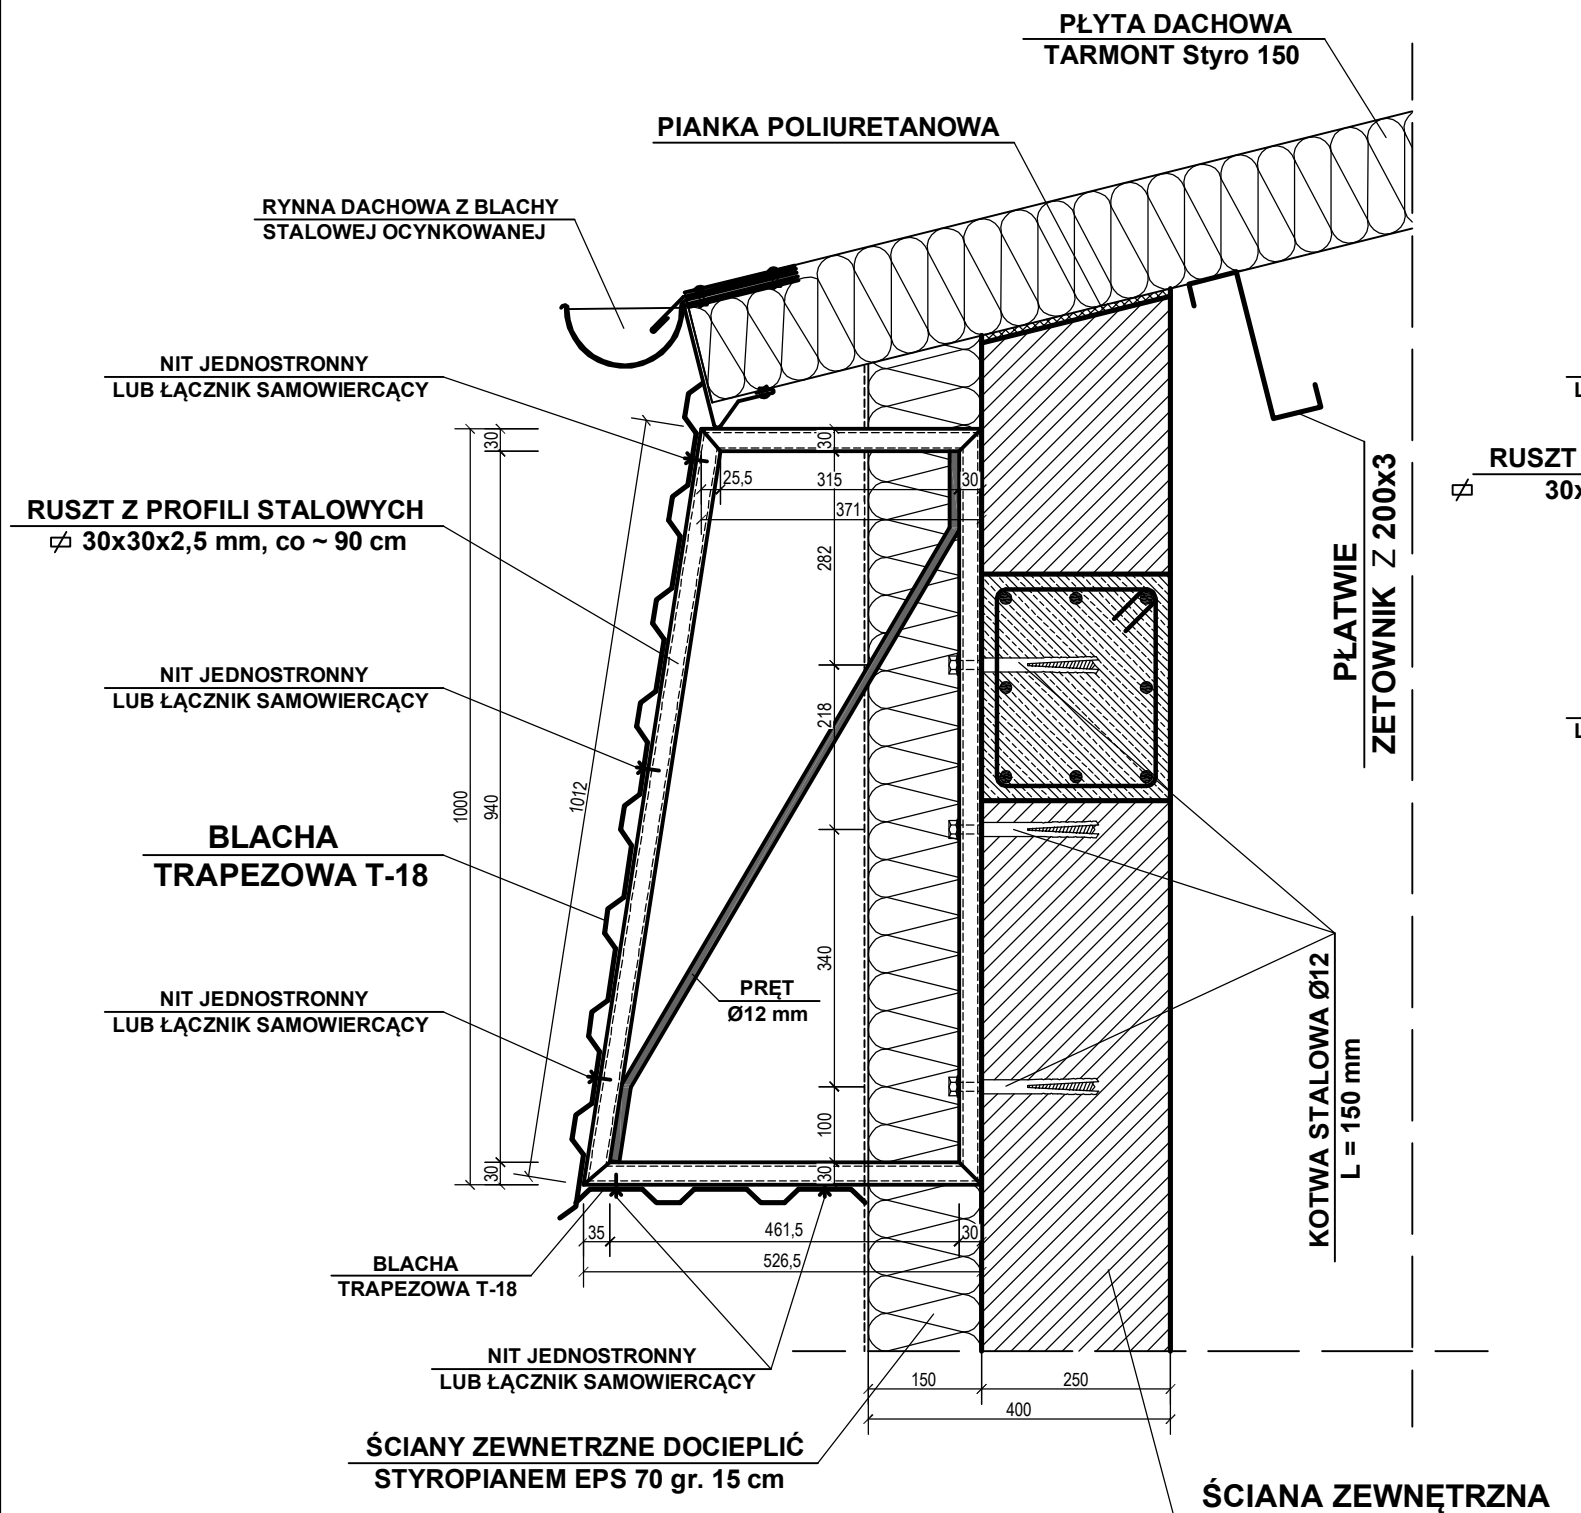 PŁYTA DACHOWA
TARMONT Styro 150
PIANKA POLIURETANOWA
RYNNA DACHOWA Z BLACHY
STALOWEJ OCYNKOWANEJ
NIT JEDNOSTRONNY
LUB ŁĄCZNIK SAMOWIERCĄCY
RUSZT Z PROFILI STALOWYCH
30x30x2,5 mm, co ~ 90 cm
NIT JEDNOSTRONNY
LUB ŁĄCZNIK SAMOWIERCĄCY
BLACHA
TRAPEZOWA T-18
NIT JEDNOSTRONNY
LUB ŁĄCZNIK SAMOWIERCĄCY
BLACHA
TRAPEZOWA T-18
NIT JEDNOSTRONNY
LUB ŁĄCZNIK SAMOWIERCĄCY
ŚCIANY ZEWNETRZNE DOCIEPLIĆ
STYROPIANEM EPS 70 gr. 15 cm
PRĘT
Ø12 mm
PŁATWIE
ZETOWNIK Z 200x3
KOTWA STALOWA Ø12
L = 150 mm
ŚCIANA ZEWNĘTRZNA
RUSZT
30x
L
L
30
940
30
1000
1012
30
25,5
315
30
371
282
218
340
100
30
35
461,5
30
526,5
150
250
400